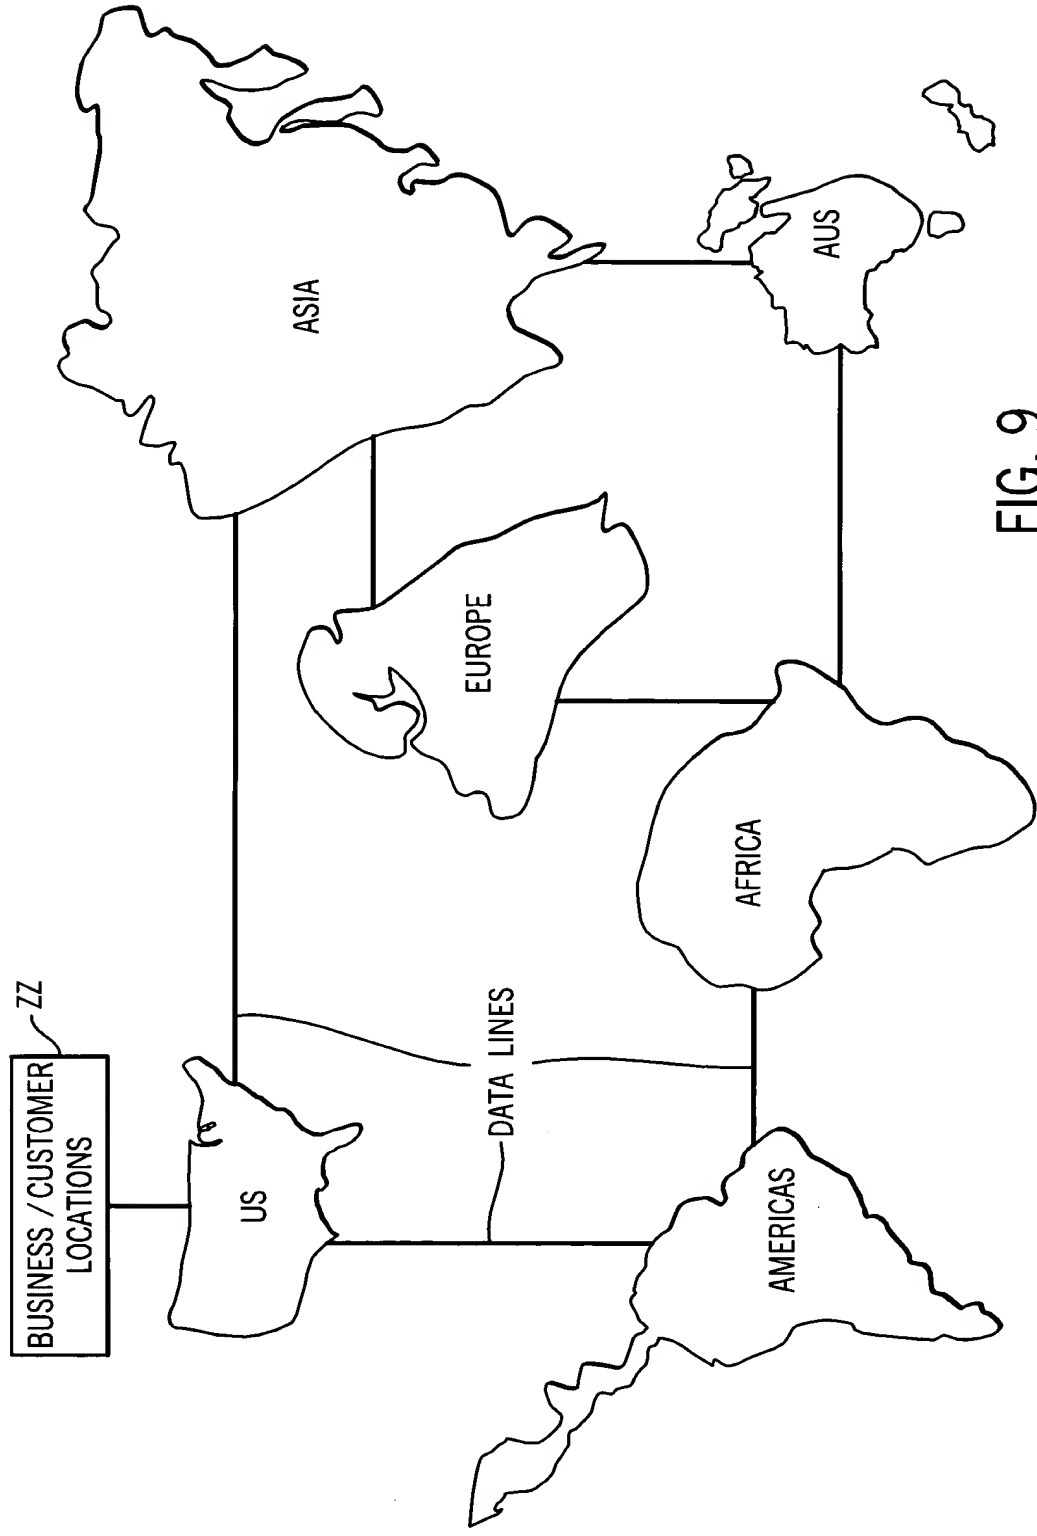 BUSINESS / CUSTOMER
LOCATIONS
ZZ
US
ASIA
EUROPE
DATA LINES
AMERICAS
AFRICA
AUS
FIG. 9